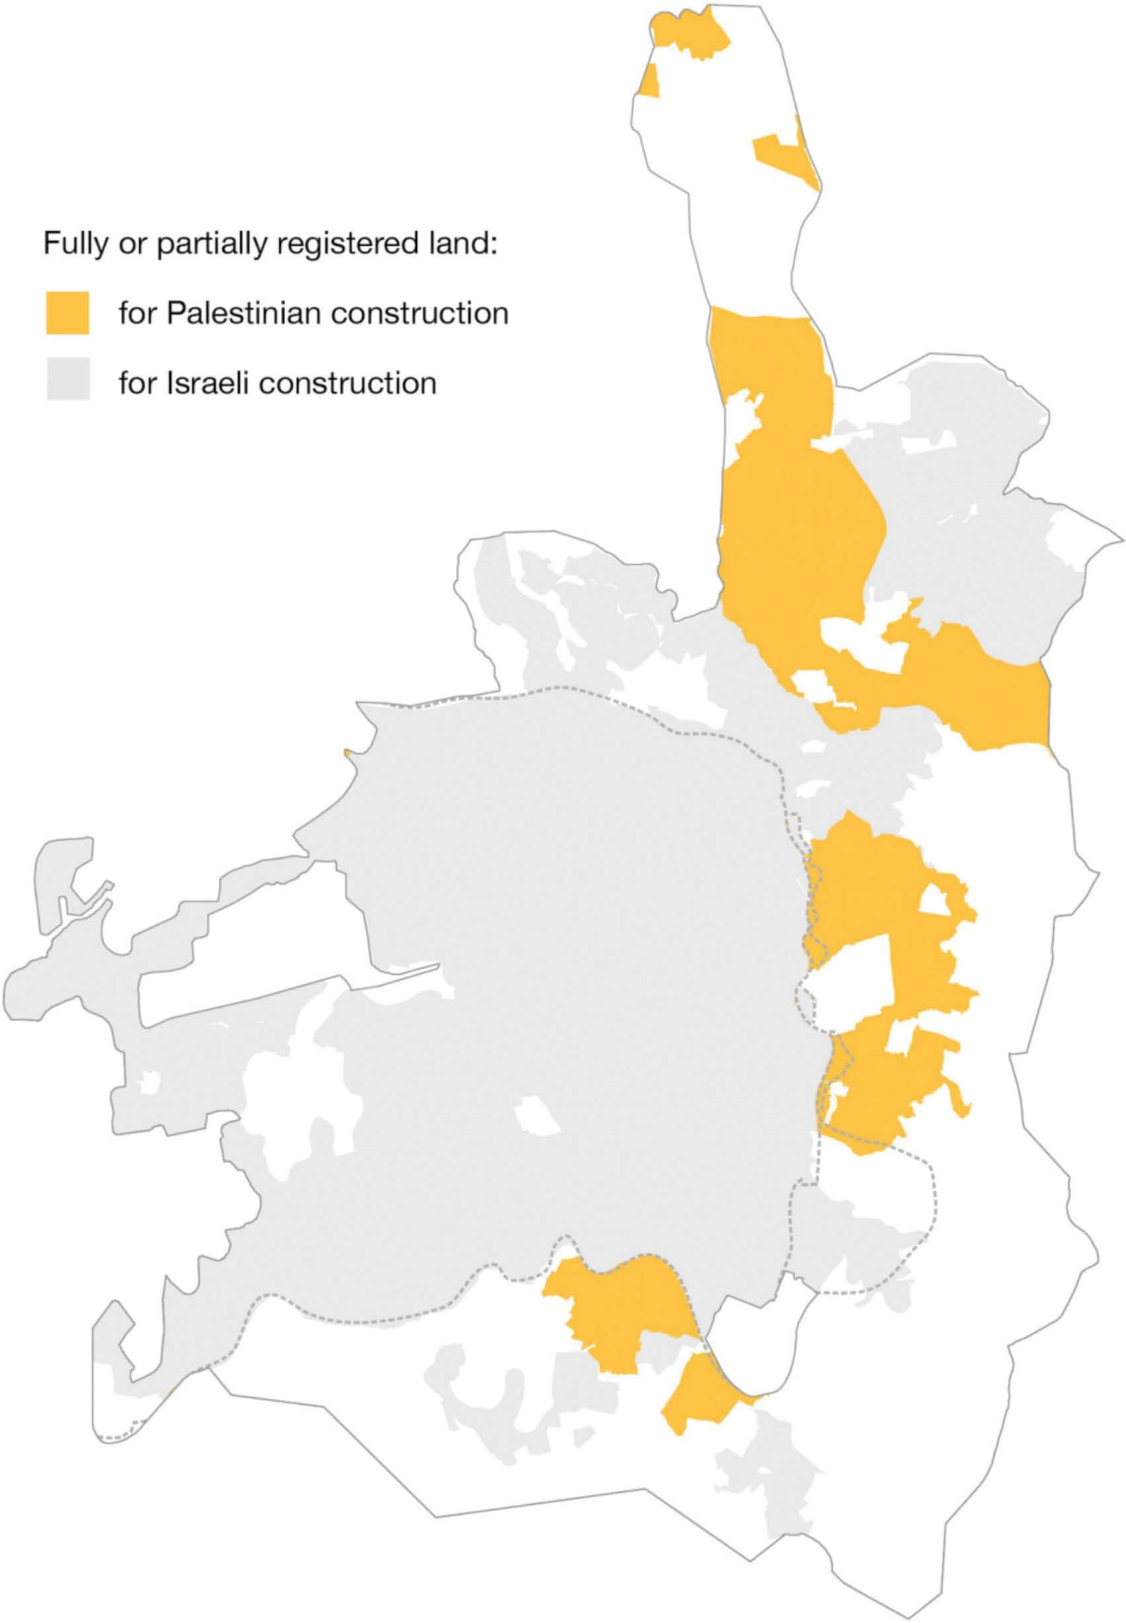 Fully or partially registered land:
for Palestinian construction
for Israeli construction